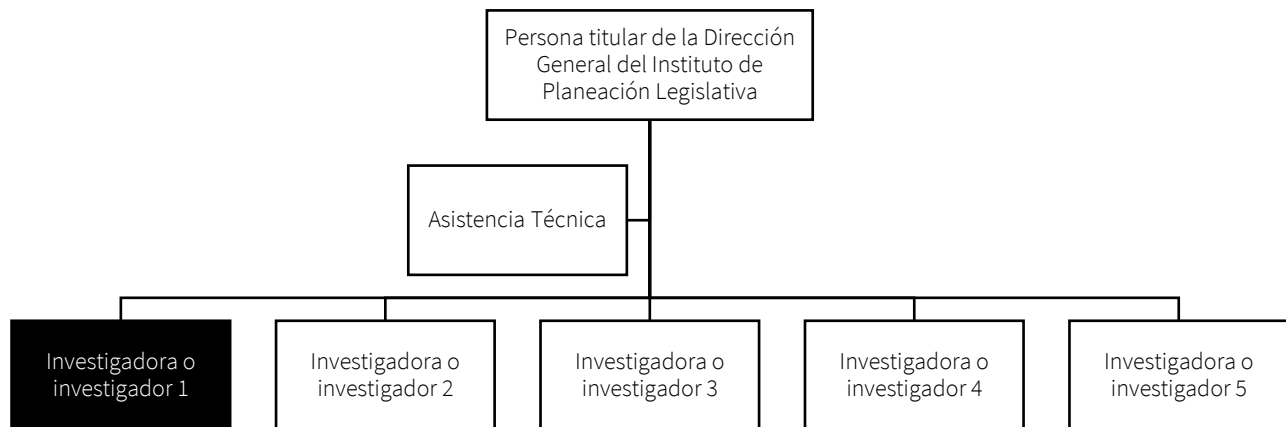 Persona titular de la Dirección
General del Instituto de
Planeación Legislativa
Asistencia Técnica
Investigadora o
investigador 1
Investigadora o
investigador 2
Investigadora o
investigador 3
Investigadora o
investigador 4
Investigadora o
investigador 5